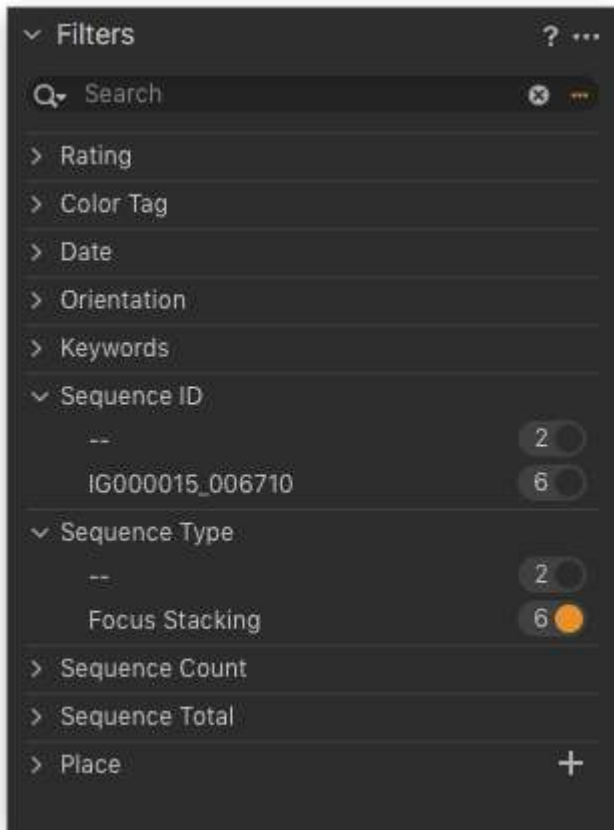 Filters ? ...
Search
Rating
Color Tag
Date
Orientation
Keywords
Sequence ID
-- 2
IG000015_006710 6
Sequence Type
-- 2
Focus Stacking 6
Sequence Count
Sequence Total
Place +